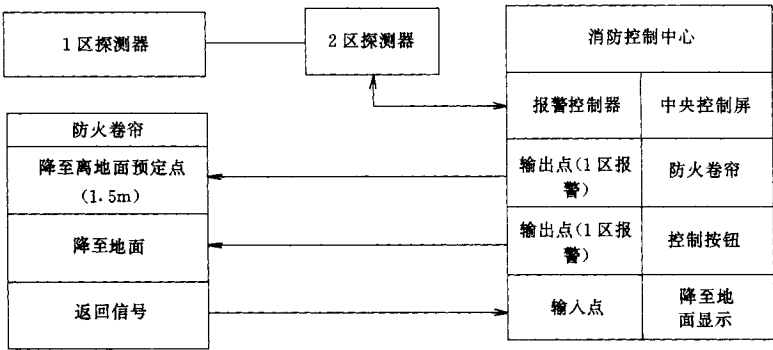 1区探测器
2区探测器
消防控制中心
报警控制器
中央控制屏
防火卷帘
降至离地面预定点
(1.5m)
输出点(1区报
警)
防火卷帘
降至地面
输出点(1区报
警)
控制按钮
返回信号
输入点
降至地
面显示